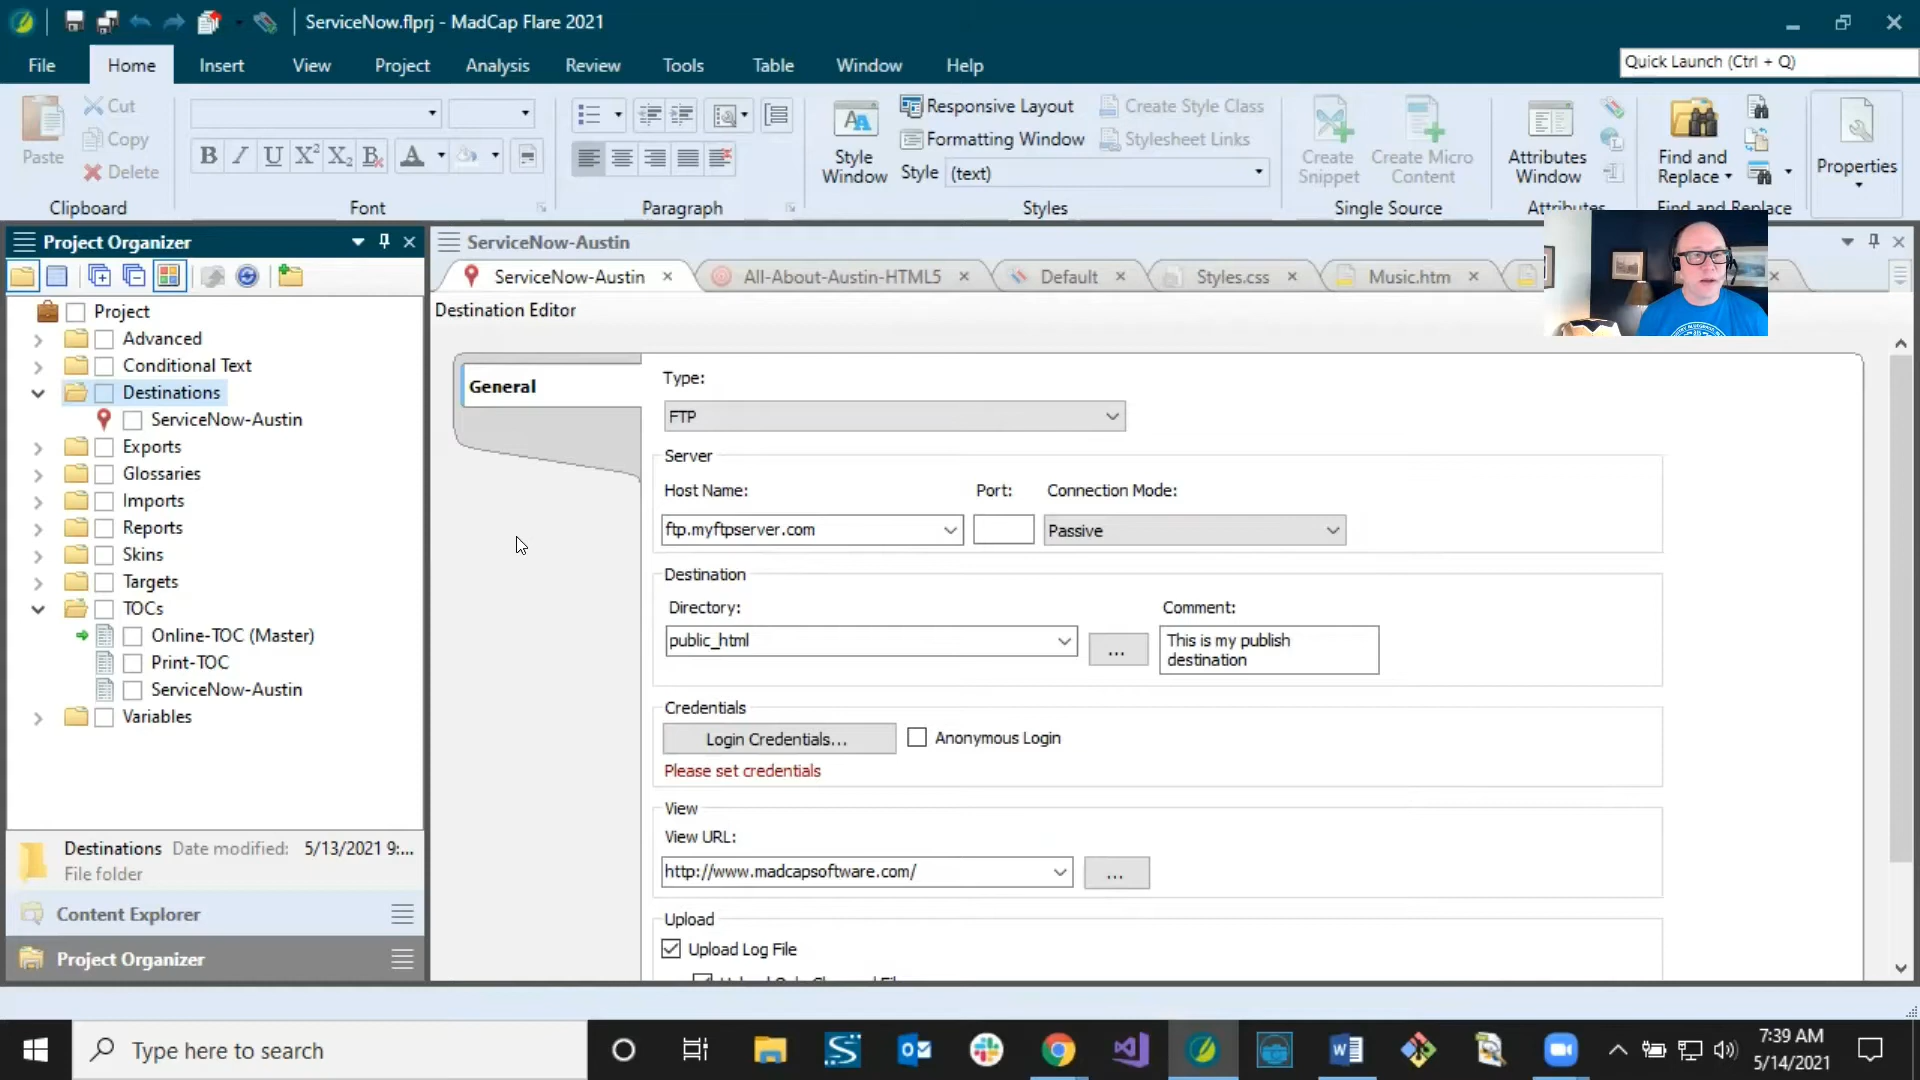 ServiceNow.flprj - MadCap Flare 2021
File Home Insert View Project Analysis Review Tools Table Window Help
Quick Launch (Ctrl + Q)
Paste
Cut
Copy
Delete
Clipboard
B I U X² X₂ B A
Font
Paragraph
Style Window
Responsive Layout
Formatting Window
Create Style Class
Stylesheet Links
Style (text)
Styles
Create Snippet
Create Micro Content
Single Source
Attributes Window
Attributes
Find and Replace
Find and Replace
Properties
Project Organizer
Project
Advanced
Conditional Text
Destinations
ServiceNow-Austin
Exports
Glossaries
Imports
Reports
Skins
Targets
TOCs
Online-TOC (Master)
Print-TOC
ServiceNow-Austin
Variables
Destinations Date modified: 5/13/2021 9:...
File folder
Content Explorer
Project Organizer
ServiceNow-Austin
ServiceNow-Austin All-About-Austin-HTML5 Default Styles.css Music.htm
Destination Editor
General
Type:
FTP
Server
Host Name: Port: Connection Mode:
ftp.myftpserver.com Passive
Destination
Directory: Comment:
public_html ... This is my publish
destination
Credentials
Login Credentials... Anonymous Login
Please set credentials
View
View URL:
http://www.madcapsoftware.com/ ...
Upload
Upload Log File
Type here to search
7:39 AM
5/14/2021